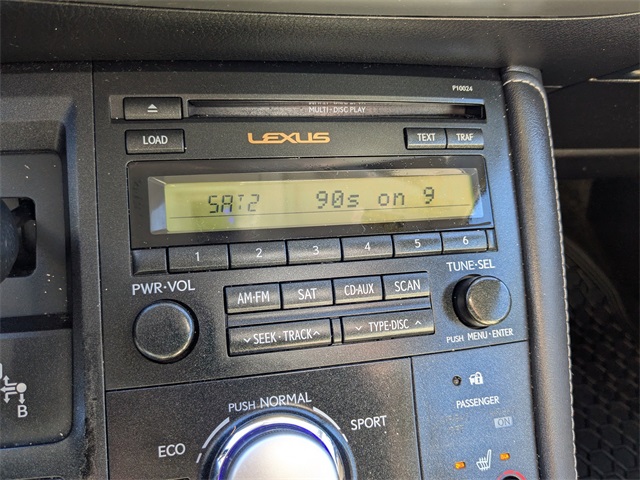 P10024
MULTI-DISC PLAY
LOAD
LEXUS
TEXT TRAF
SAT2 90s on 9
1 2 3 4 5 6
PWR•VOL
AM•FM SAT CD•AUX SCAN
TUNE•SEL
SEEK•TRACK
TYPE•DISC
PUSH MENU•ENTER
PUSH NORMAL
ECO
SPORT
PASSENGER
ON
B